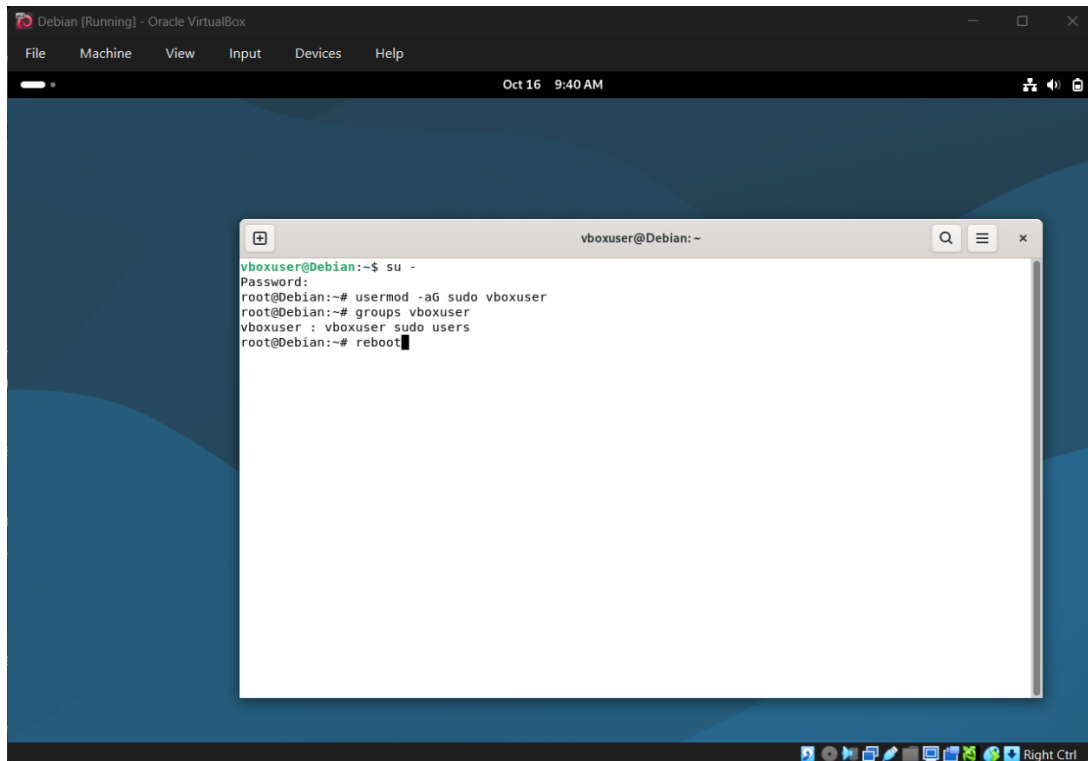 Debian [Running] - Oracle VirtualBox
File Machine View Input Devices Help
Oct 16 9:40 AM
vboxuser@Debian: ~
vboxuser@Debian:~$ su -
Password:
root@Debian:~# usermod -aG sudo vboxuser
root@Debian:~# groups vboxuser
vboxuser : vboxuser sudo users
root@Debian:~# reboot
Right Ctrl